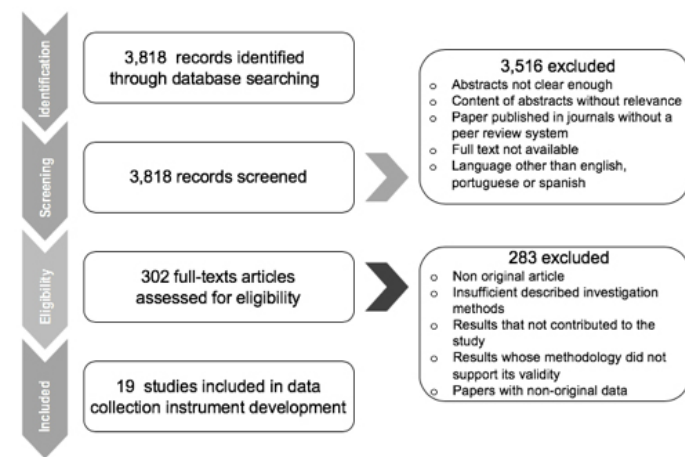 Identification
3,818 records identified
through database searching
3,516 excluded
o Abstracts not clear enough
o Content of abstracts without relevance
o Paper published in journals without a
peer review system
o Full text not available
o Language other than english,
portuguese or spanish
Screening
3,818 records screened
Eligibility
302 full-texts articles
assessed for eligibility
283 excluded
o Non original article
o Insufficient described investigation
methods
o Results that not contributed to the
study
o Results whose methodology did not
support its validity
o Papers with non-original data
Included
19 studies included in data
collection instrument development